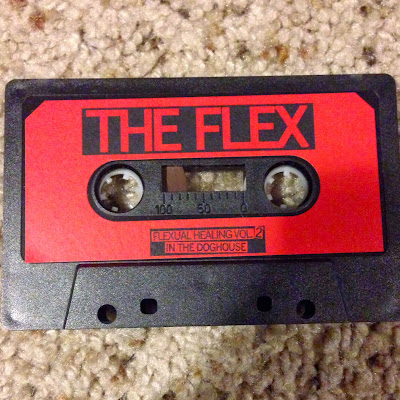 THE FLEX
100 50 0
FLEXUAL HEALING VOL. 2
IN THE DOGHOUSE